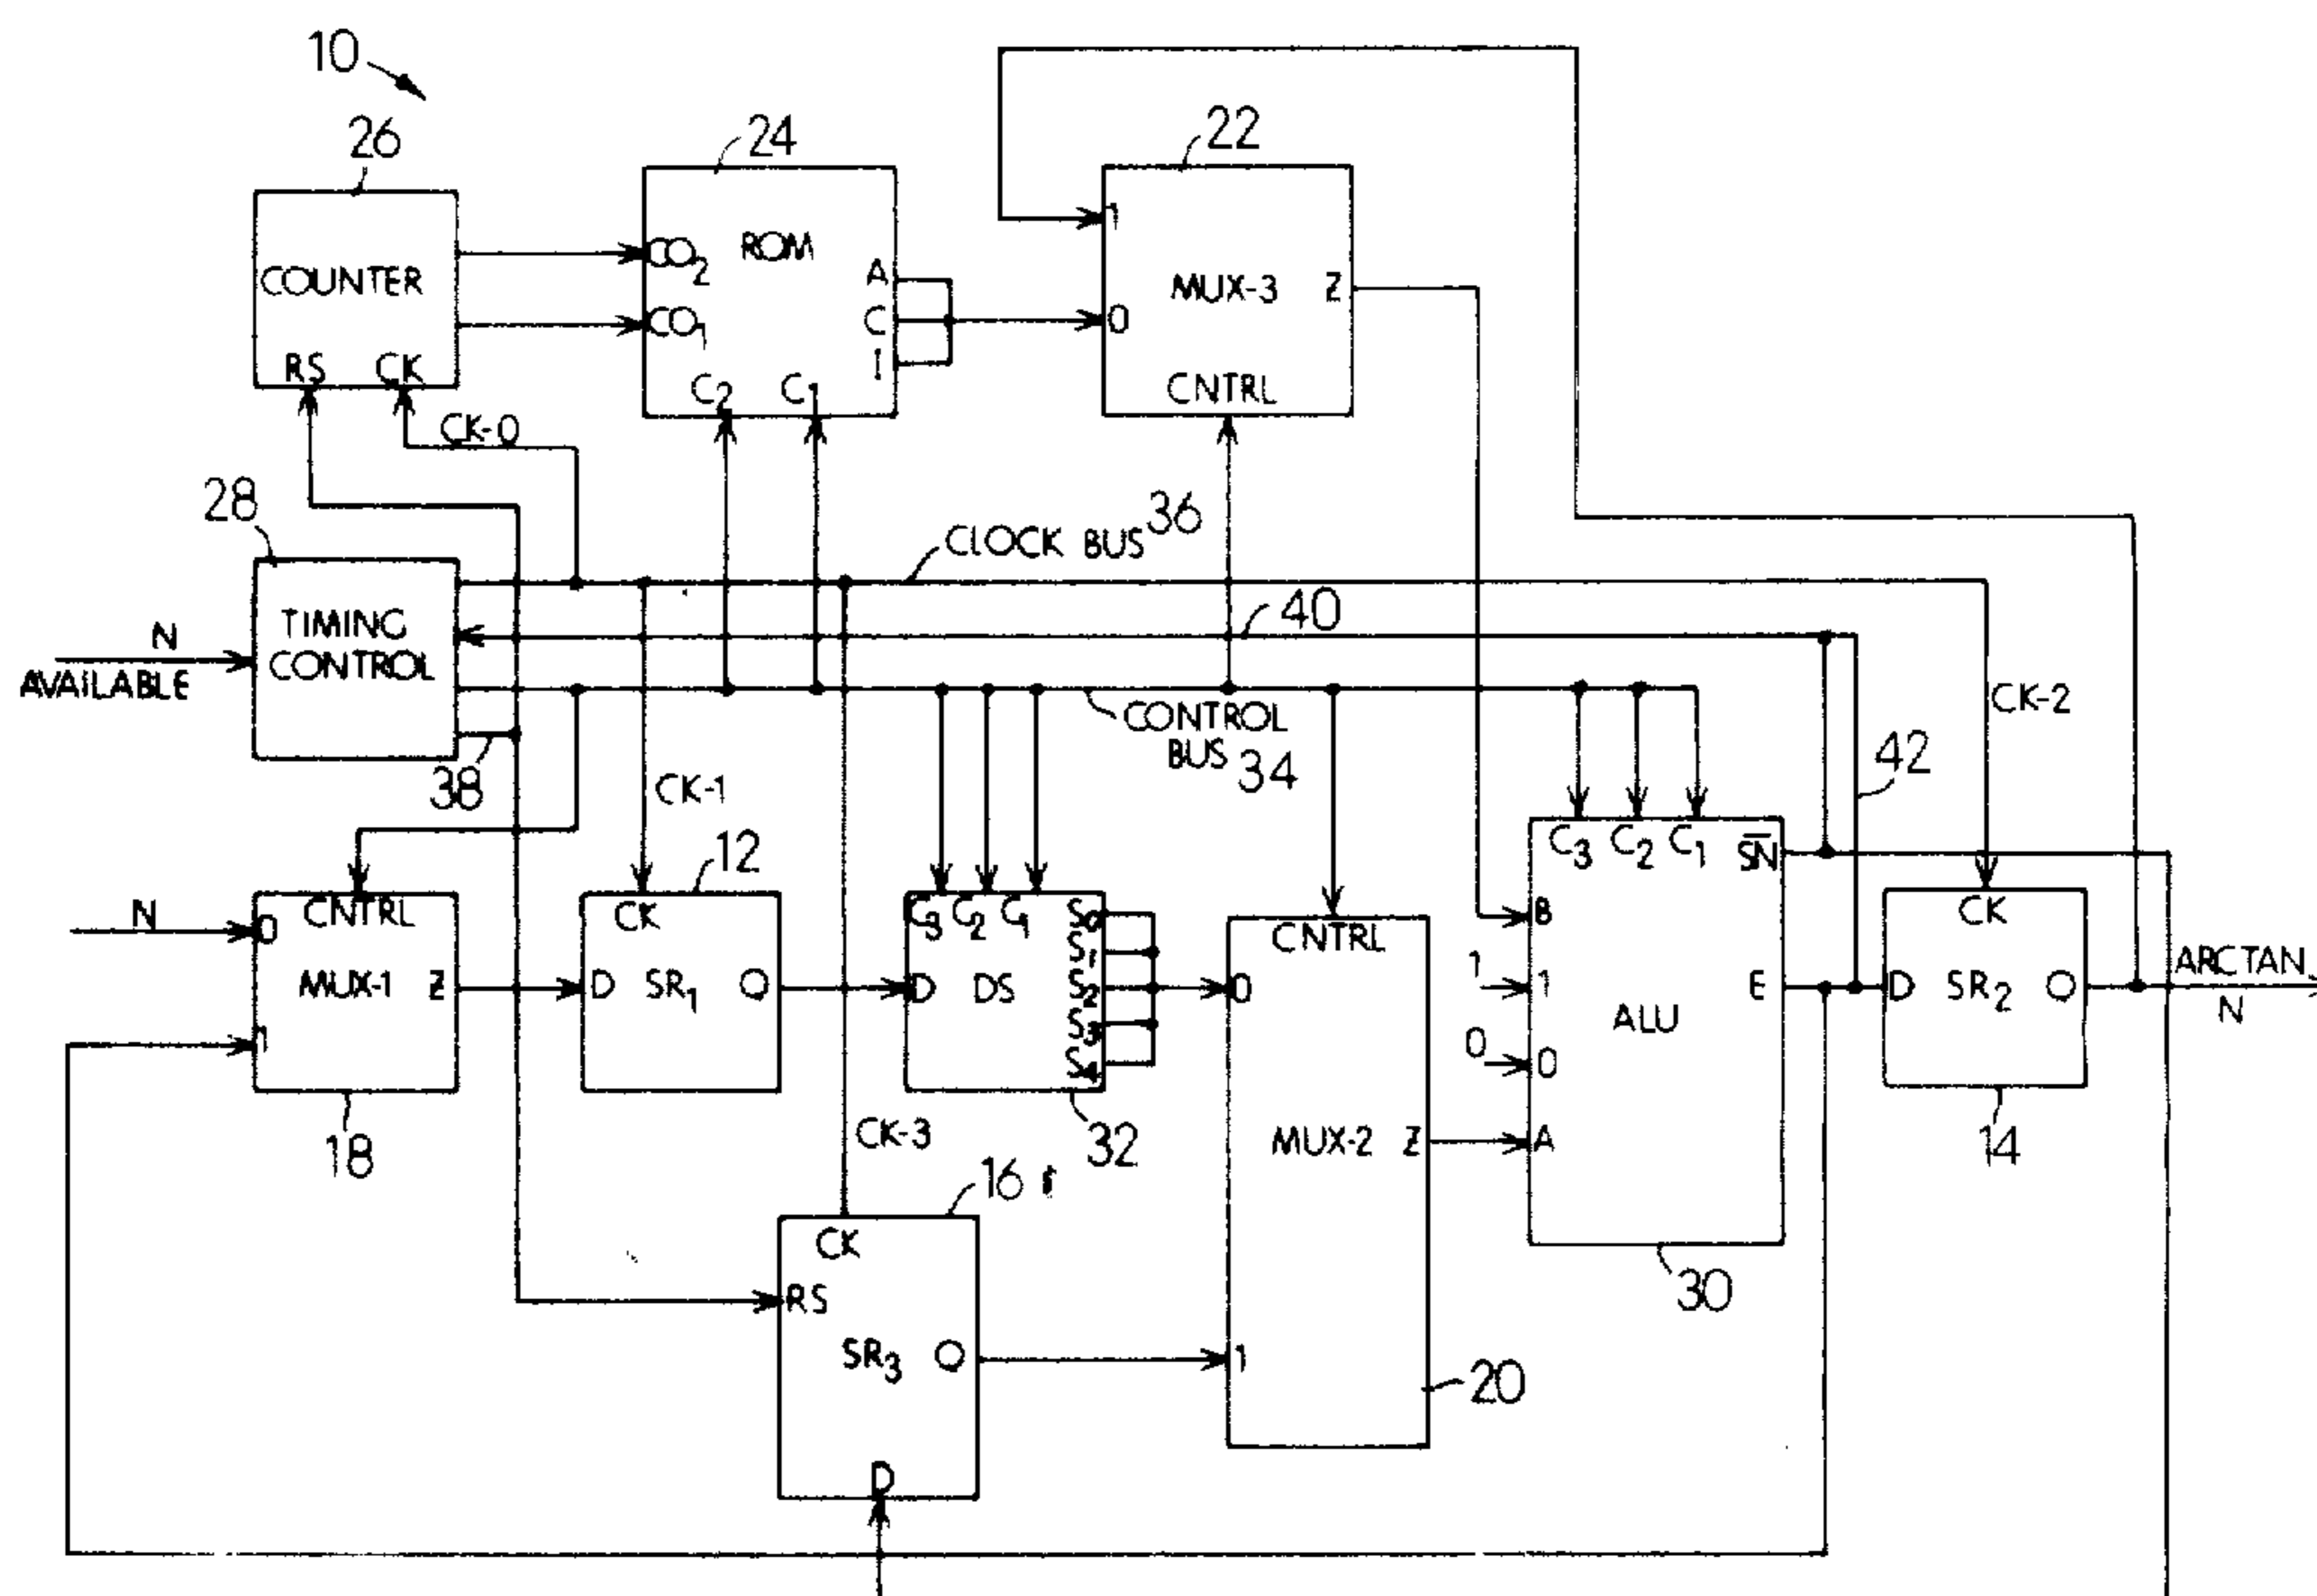 10
26
24
22
COUNTER
RS CK
CO2
CO1
ROM
A
C
1
C2 C1
1
0
MUX-3
Z
CNTRL
CK-0
28
CLOCK BUS 36
TIMING
CONTROL
N
AVAILABLE
40
CONTROL
BUS 34
CK-2
38
CK-1
42
12
N
CNTRL
0
1
MUX-1
Z
18
CK
D SR1 Q
C3 C2 C1
D DS
S0
S1
S2
S3
S4
32
CK-3
16
CK
RS
SR3 Q
D
CNTRL
0
1
MUX-2 Z
20
C3 C2 C1 SN
B
1 1
0 0
A
ALU
E
30
CK
D SR2 Q
14
ARCTAN
N